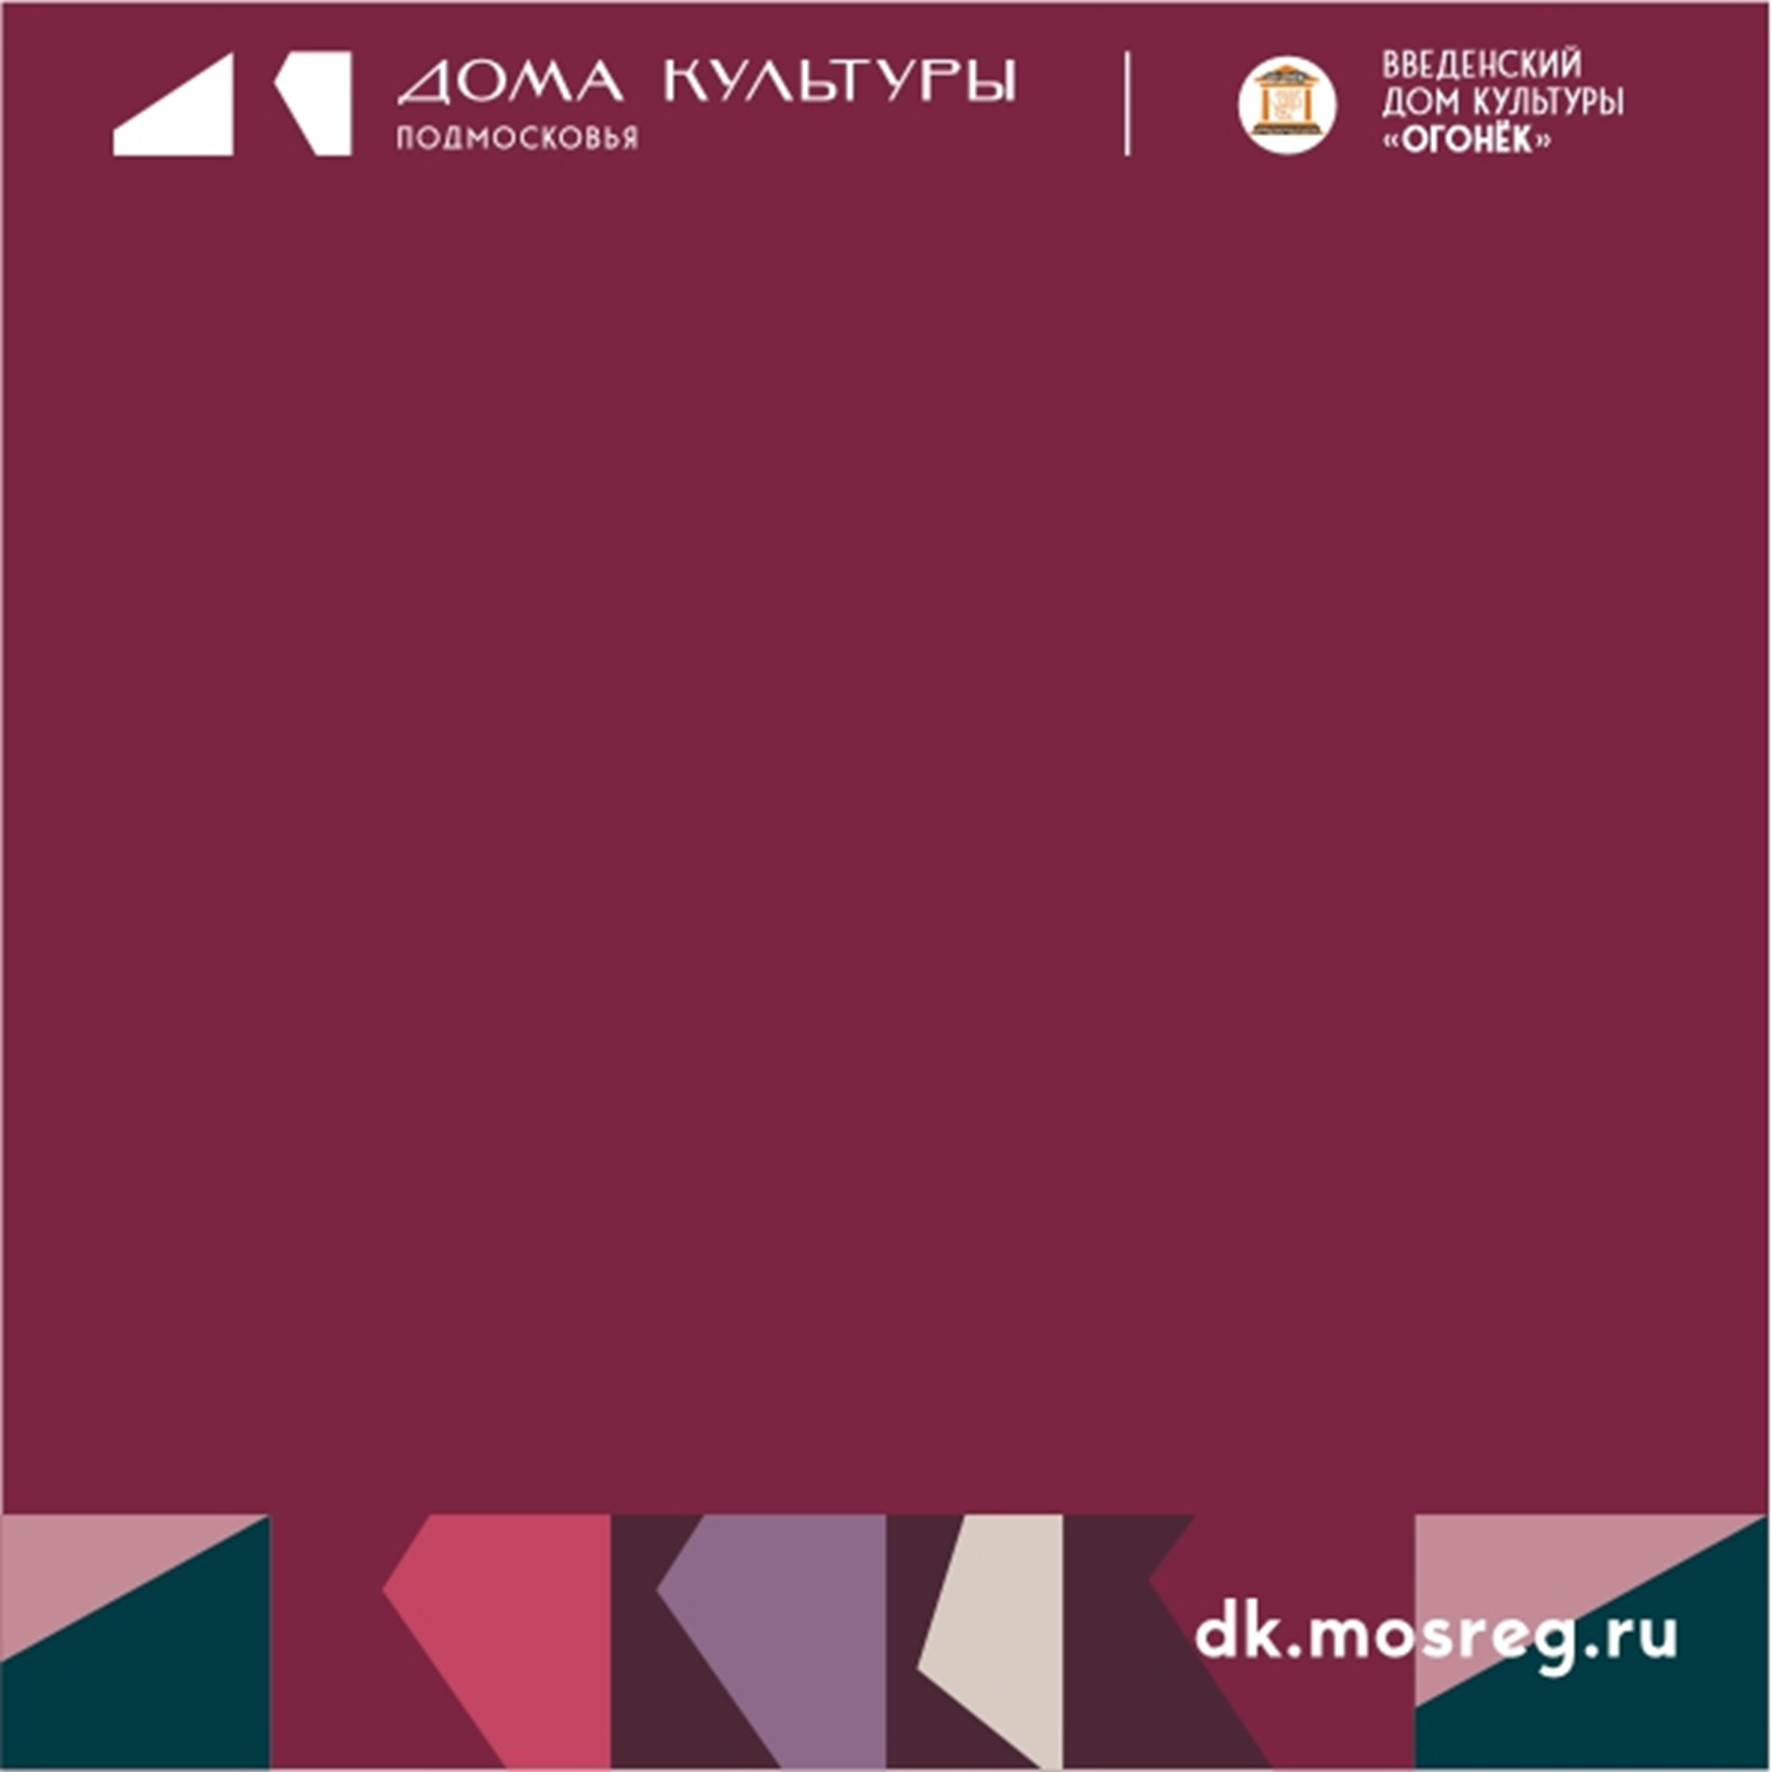 ДОМА КУЛЬТУРЫ
ПОДМОСКОВЬЯ
ВВЕДЕНСКИЙ
ДОМ КУЛЬТУРЫ
«ОГОНЁК»
dk.mosreg.ru